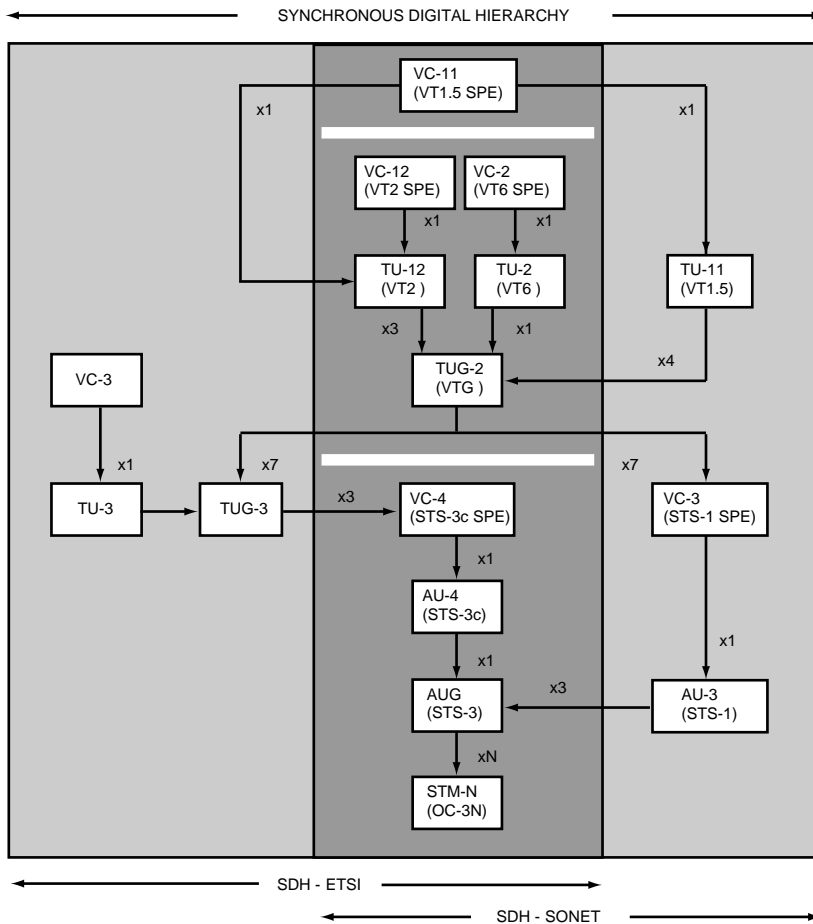 SYNCHRONOUS DIGITAL HIERARCHY
VC-11
(VT1.5 SPE)
x1
x1
VC-12
(VT2 SPE)
VC-2
(VT6 SPE)
x1
x1
TU-12
(VT2 )
TU-2
(VT6 )
TU-11
(VT1.5)
x3
x1
x4
TUG-2
(VTG )
VC-3
x1
x7
x7
TU-3
TUG-3
x3
VC-4
(STS-3c SPE)
VC-3
(STS-1 SPE)
x1
AU-4
(STS-3c)
x1
x1
AUG
(STS-3)
x3
AU-3
(STS-1)
xN
STM-N
(OC-3N)
SDH - ETSI
SDH - SONET